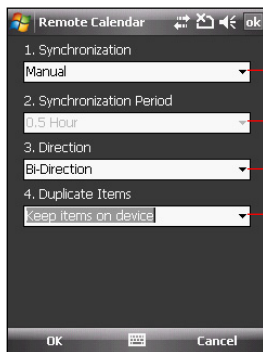 Remote Calendar ok
1. Synchronization
Manual
2. Synchronization Period
0.5 Hour
3. Direction
Bi-Direction
4. Duplicate Items
Keep items on device
OK Cancel